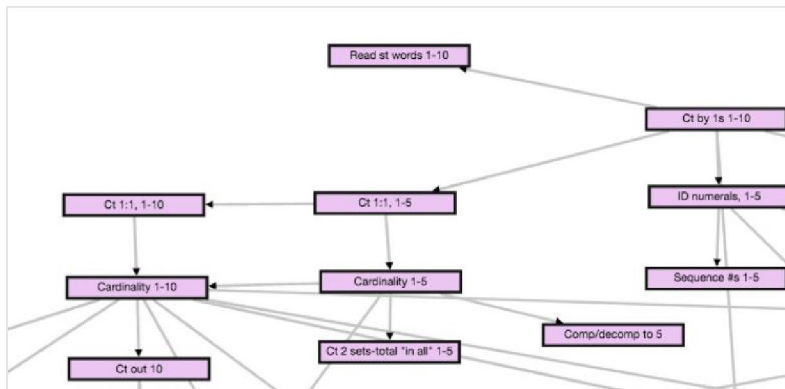 Read st words 1-10
Ct by 1s 1-10
Ct 1:1, 1-10
Ct 1:1, 1-5
ID numerals, 1-5
Cardinality 1-10
Cardinality 1-5
Sequence #s 1-5
Comp/decomp to 5
Ct 2 sets-total "in all" 1-5
Ct out 10